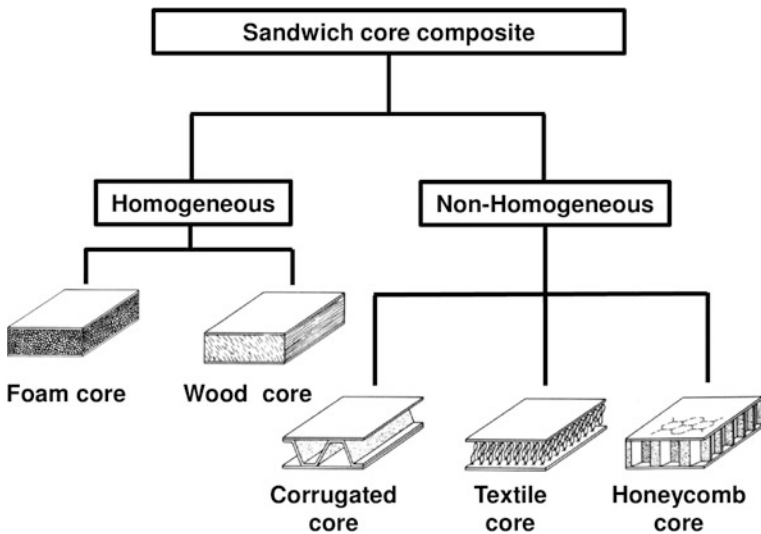 Sandwich core composite
Homogeneous
Non-Homogeneous
Foam core
Wood core
Corrugated
core
Textile
core
Honeycomb
core